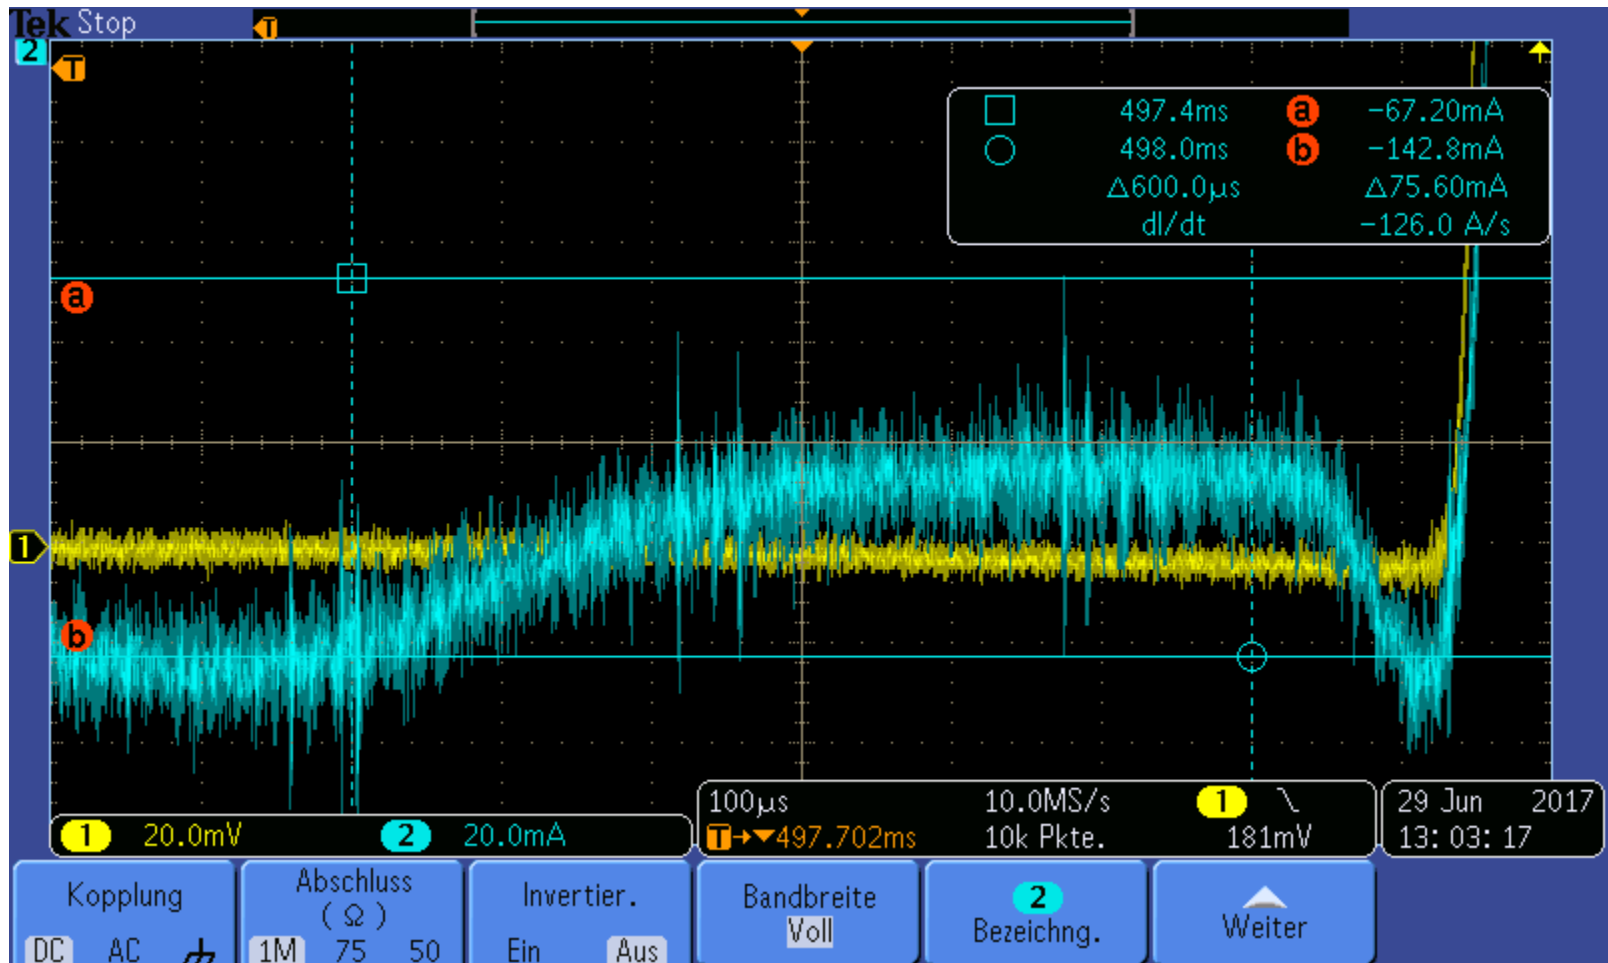 Tek Stop
T
2
T
497.4ms a -67.20mA
498.0ms b -142.8mA
Δ600.0µs Δ75.60mA
dI/dt -126.0 A/s
a
1
b
1 20.0mV 2 20.0mA
100µs 10.0MS/s 1 \
T→▼497.702ms 10k Pkte. 181mV
29 Jun 2017
13:03:17
Kopplung
DC AC
Abschluss
(Ω)
1M 75 50
Invertier.
Ein Aus
Bandbreite
Voll
2
Bezeichng.
Weiter